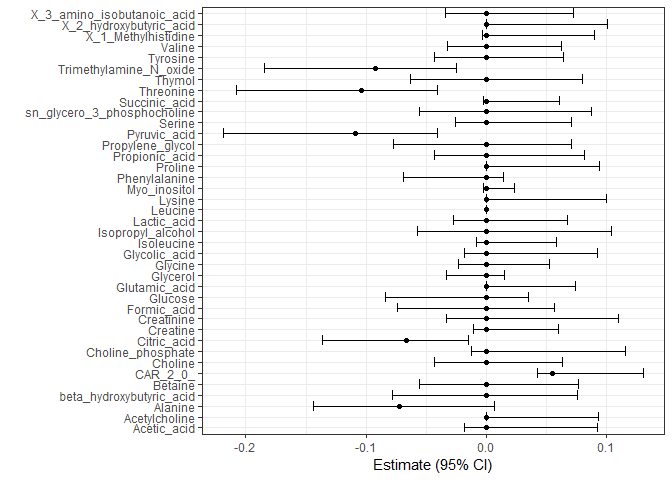 X_3_amino_isobutanoic_acid
X_2_hydroxybutyric_acid
X_1_Methylhistidine
Valine
Tyrosine
Trimethylamine_N_oxide
Thymol
Threonine
Succinic_acid
sn_glycero_3_phosphocholine
Serine
Pyruvic_acid
Propylene_glycol
Propionic_acid
Proline
Phenylalanine
Myo_inositol
Lysine
Leucine
Lactic_acid
Isopropyl_alcohol
Isoleucine
Glycolic_acid
Glycine
Glycerol
Glutamic_acid
Glucose
Formic_acid
Creatinine
Creatine
Citric_acid
Choline_phosphate
Choline
CAR_2_0_
Betaine
beta_hydroxybutyric_acid
Alanine
Acetylcholine
Acetic_acid
-0.2 -0.1 0.0 0.1
Estimate (95% CI)